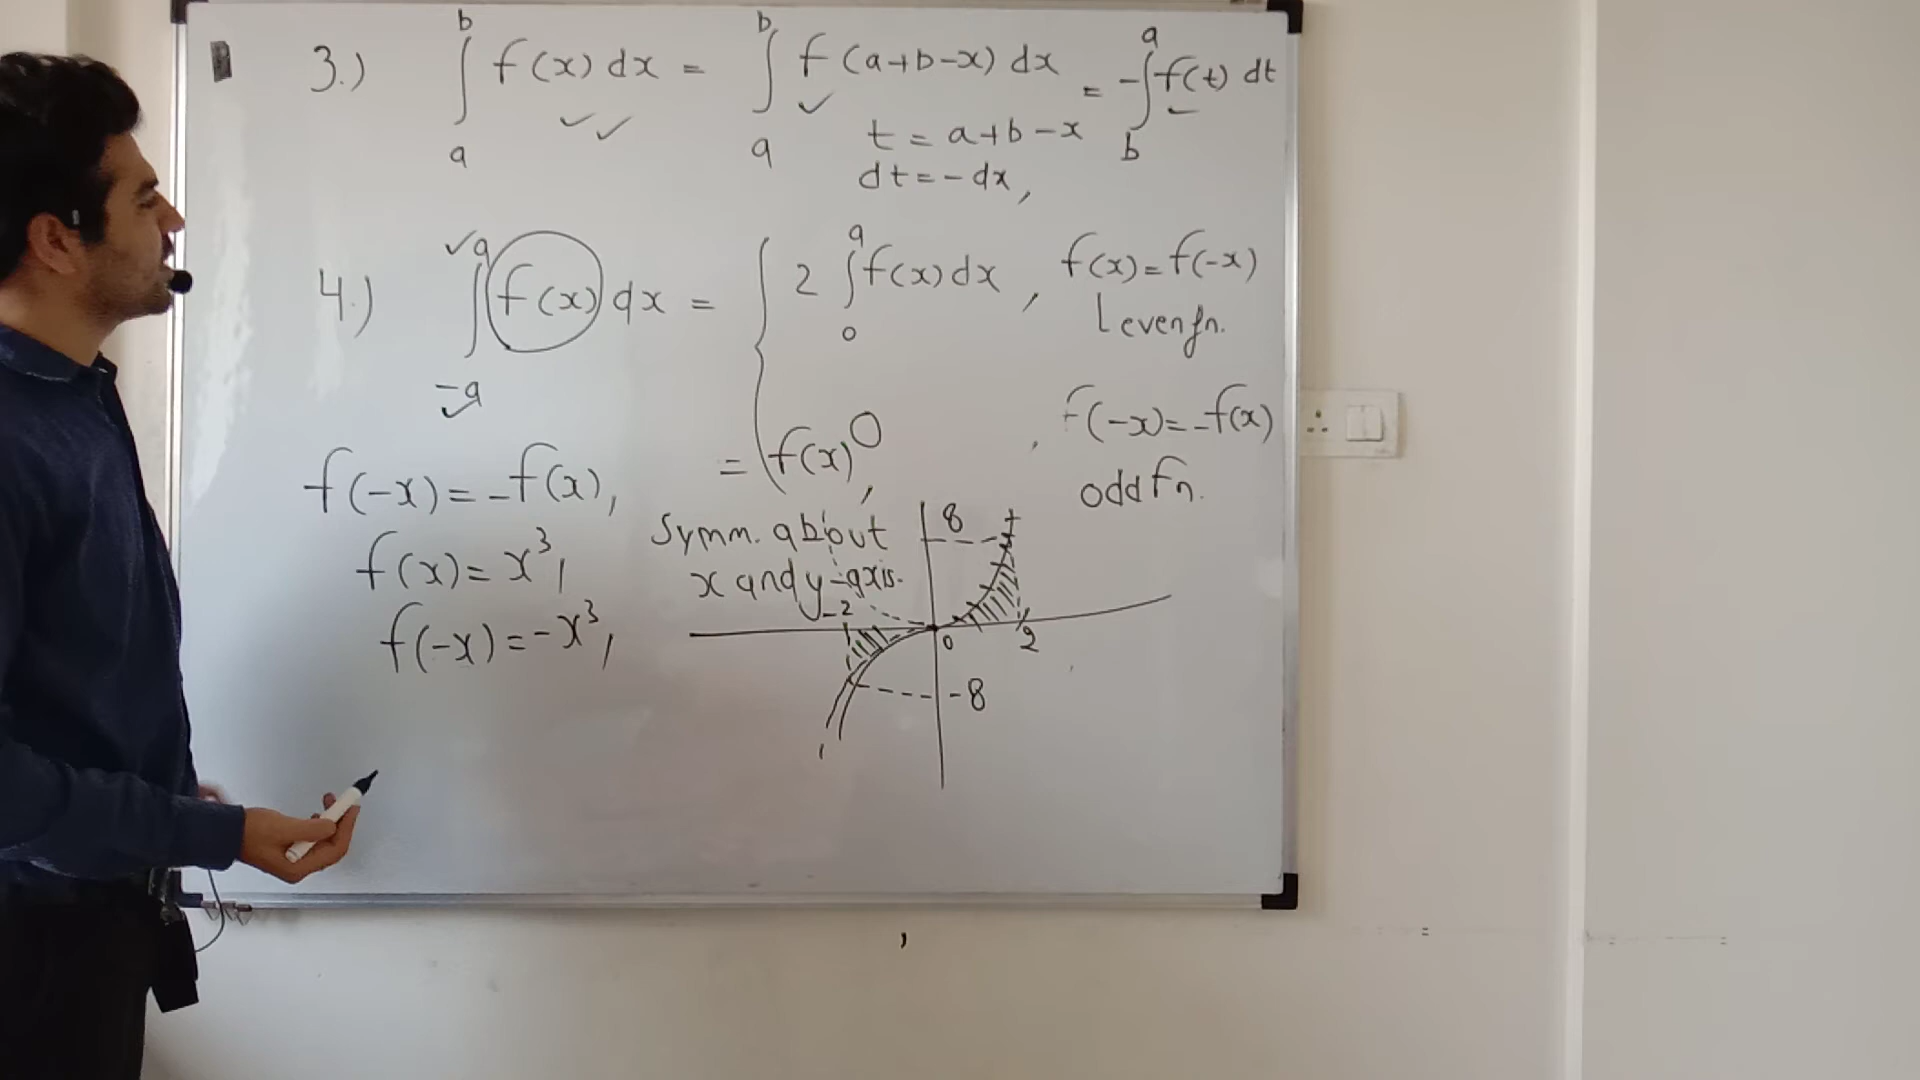 3.) ∫_a^b f(x) dx = ∫_a^b f(a+b-x) dx = -∫_b^a f(t) dt
t = a+b-x
dt = -dx,
4.) ∫_{-a}^a f(x) dx = { 2 ∫_0^a f(x) dx , f(x) = f(-x)
even fn.
0 , f(-x) = -f(x)
odd fn.
f(-x) = -f(x), = f(x),
f(x) = x³,
f(-x) = -x³,
Symm. about
x and y-axis.
8
-2
0
2
-8